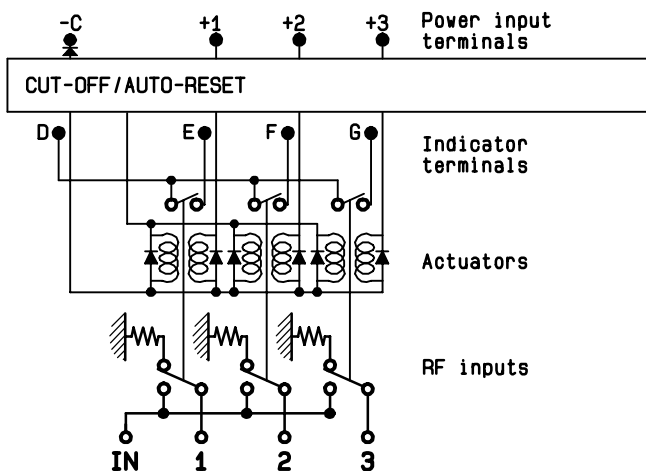 -C +1 +2 +3 Power input
terminals
CUT-OFF/AUTO-RESET
D E F G Indicator
terminals
Actuators
RF inputs
IN 1 2 3